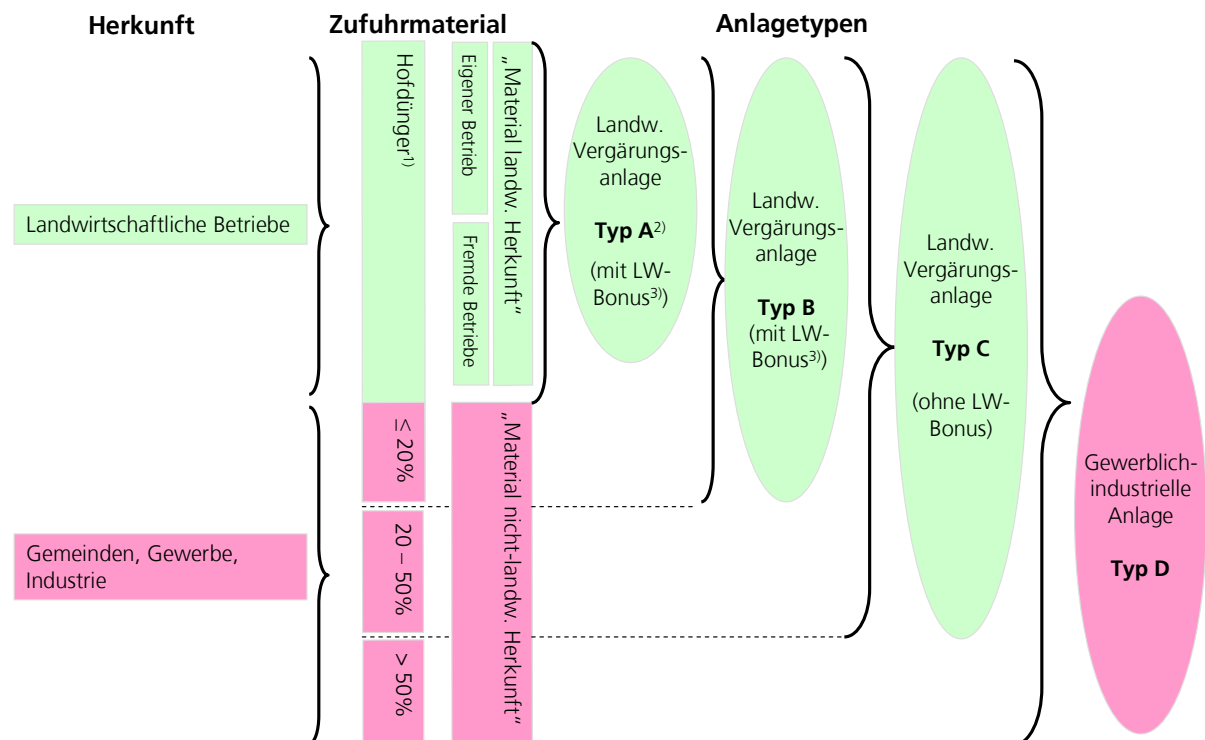 Herkunft
Zufuhrmaterial
Anlagetypen
Landwirtschaftliche Betriebe
Gemeinden, Gewerbe,
Industrie
Hofdünger¹⁾
≤ 20%
20 – 50%
> 50%
Eigener Betrieb
Fremde Betriebe
„Material landw. Herkunft“
„Material nicht-landw. Herkunft“
Landw.
Vergärungs-
anlage
Typ A²⁾
(mit LW-
Bonus³⁾)
Landw.
Vergärungs-
anlage
Typ B
(mit LW-
Bonus³⁾)
Landw.
Vergärungs-
anlage
Typ C
(ohne LW-
Bonus)
Gewerblich-
industrielle
Anlage
Typ D